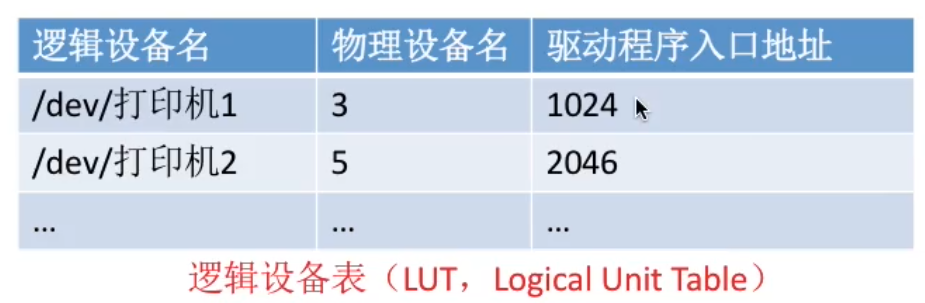 逻辑设备名 物理设备名 驱动程序入口地址
/dev/打印机1 3 1024
/dev/打印机2 5 2046
... ... ...
逻辑设备表（LUT，Logical Unit Table）